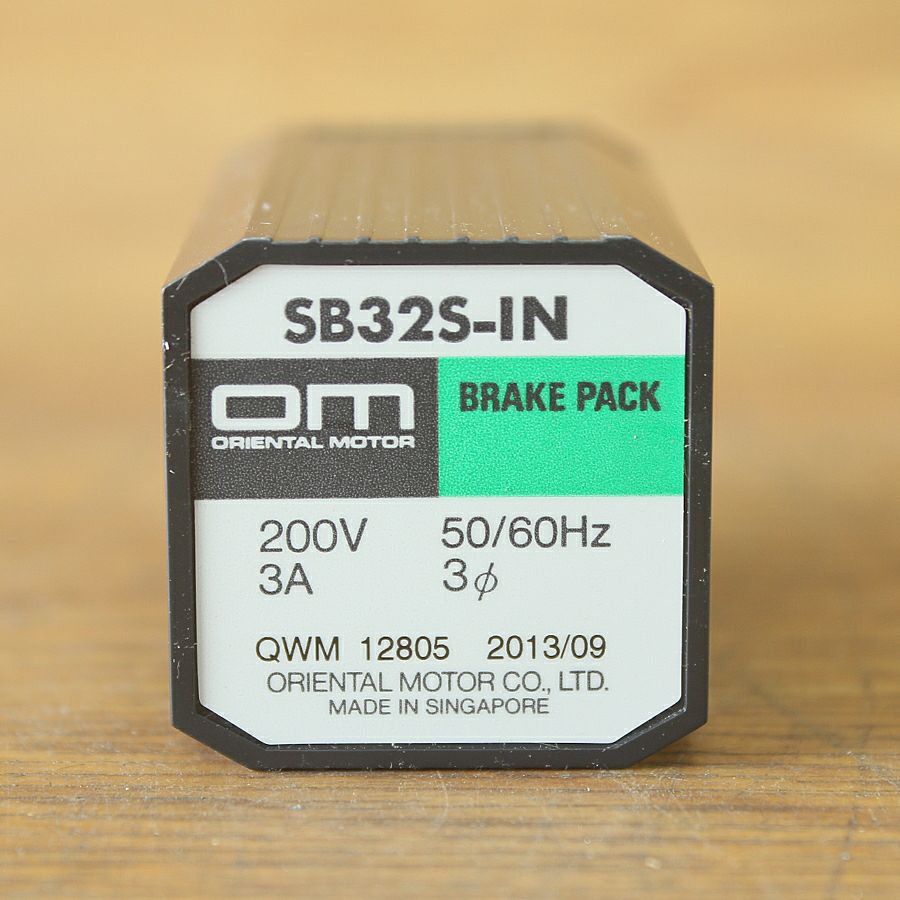 SB32S-IN
om
ORIENTAL MOTOR
BRAKE PACK
200V 50/60Hz
3A 3φ
QWM 12805 2013/09
ORIENTAL MOTOR CO., LTD.
MADE IN SINGAPORE